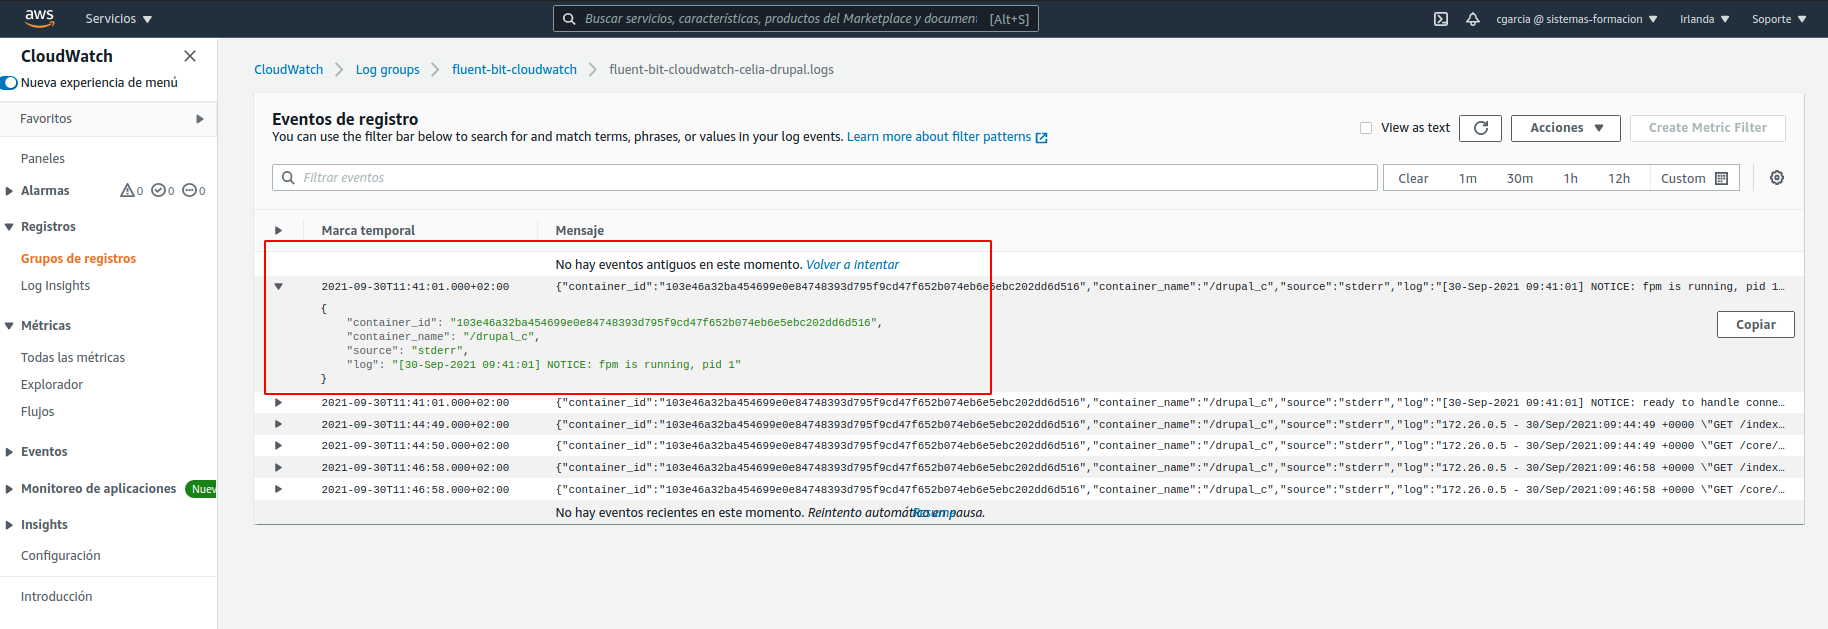 aws Servicios Buscar servicios, características, productos del Marketplace y document [Alt+S] cgarcia @ sistemas-formacion Irlanda Soporte
CloudWatch
Nueva experiencia de menú
Favoritos
Paneles
Alarmas 0 0 0
Registros
Grupos de registros
Log Insights
Métricas
Todas las métricas
Explorador
Flujos
Eventos
Monitoreo de aplicaciones Nuev
Insights
Configuración
Introducción
CloudWatch Log groups fluent-bit-cloudwatch fluent-bit-cloudwatch-celia-drupal.logs
Eventos de registro
You can use the filter bar below to search for and match terms, phrases, or values in your log events. Learn more about filter patterns
View as text Acciones Create Metric Filter
Filtrar eventos Clear 1m 30m 1h 12h Custom
Marca temporal Mensaje
No hay eventos antiguos en este momento. Volver a intentar
2021-09-30T11:41:01.000+02:00 {"container_id":"103e46a32ba454699e0e84748393d795f9cd47f652b074eb6e5ebc202dd6d516","container_name":"/drupal_c","source":"stderr","log":"[30-Sep-2021 09:41:01] NOTICE: fpm is running, pid 1…
{
"container_id": "103e46a32ba454699e0e84748393d795f9cd47f652b074eb6e5ebc202dd6d516",
"container_name": "/drupal_c",
"source": "stderr",
"log": "[30-Sep-2021 09:41:01] NOTICE: fpm is running, pid 1"
}
Copiar
2021-09-30T11:41:01.000+02:00 {"container_id":"103e46a32ba454699e0e84748393d795f9cd47f652b074eb6e5ebc202dd6d516","container_name":"/drupal_c","source":"stderr","log":"[30-Sep-2021 09:41:01] NOTICE: ready to handle conne…
2021-09-30T11:44:49.000+02:00 {"container_id":"103e46a32ba454699e0e84748393d795f9cd47f652b074eb6e5ebc202dd6d516","container_name":"/drupal_c","source":"stderr","log":"172.26.0.5 - 30/Sep/2021:09:44:49 +0000 \"GET /index…
2021-09-30T11:44:50.000+02:00 {"container_id":"103e46a32ba454699e0e84748393d795f9cd47f652b074eb6e5ebc202dd6d516","container_name":"/drupal_c","source":"stderr","log":"172.26.0.5 - 30/Sep/2021:09:44:49 +0000 \"GET /core/…
2021-09-30T11:46:58.000+02:00 {"container_id":"103e46a32ba454699e0e84748393d795f9cd47f652b074eb6e5ebc202dd6d516","container_name":"/drupal_c","source":"stderr","log":"172.26.0.5 - 30/Sep/2021:09:46:58 +0000 \"GET /index…
2021-09-30T11:46:58.000+02:00 {"container_id":"103e46a32ba454699e0e84748393d795f9cd47f652b074eb6e5ebc202dd6d516","container_name":"/drupal_c","source":"stderr","log":"172.26.0.5 - 30/Sep/2021:09:46:58 +0000 \"GET /core/…
No hay eventos recientes en este momento. Reintento automático en pausa. Resume